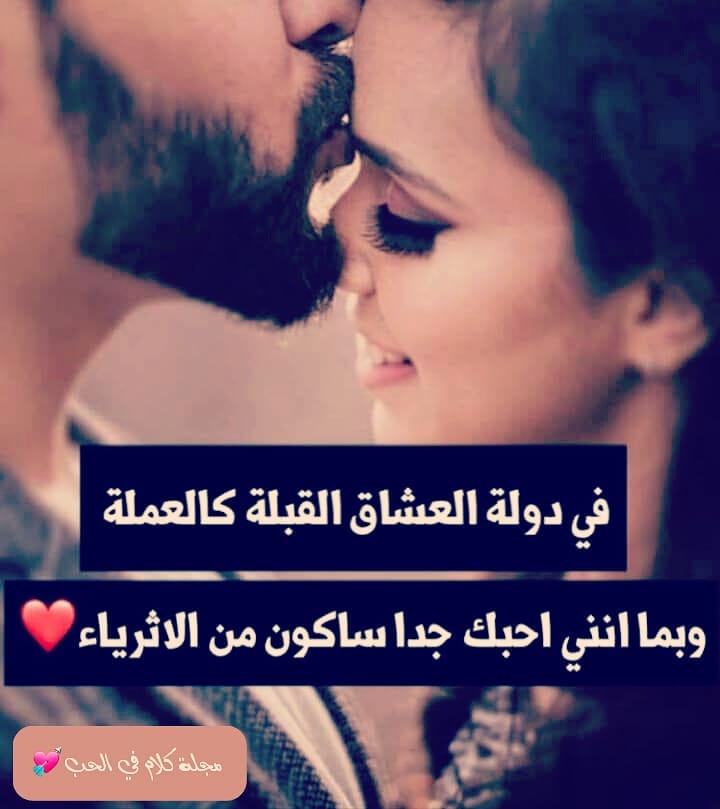 في دولة العشاق القبلة كالعملة
وبما انني احبك جدا ساكون من الاثرياء❤️
مجلة كلام في الحب 💘